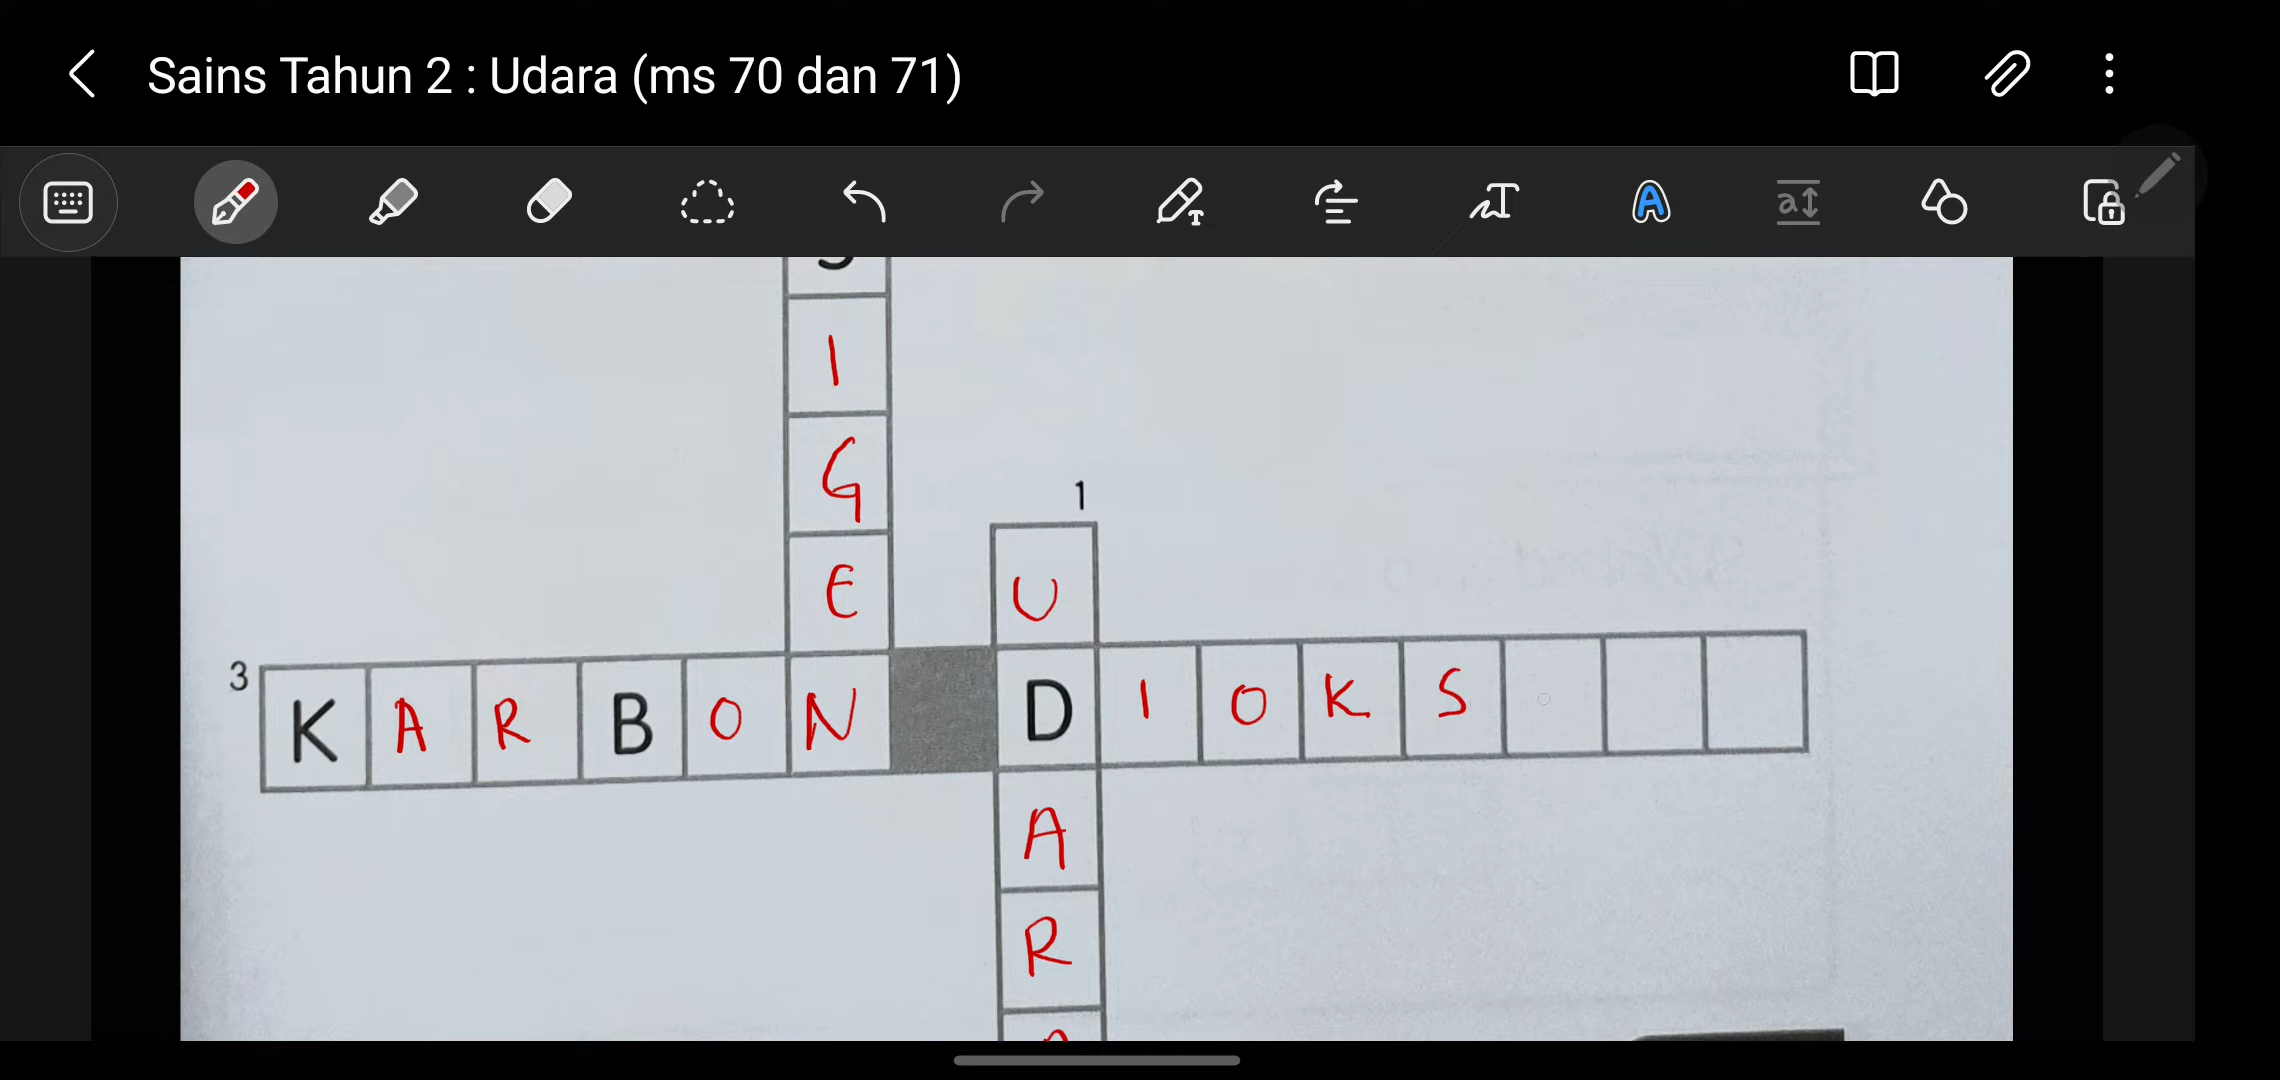 Sains Tahun 2 : Udara (ms 70 dan 71)
I
G
E
1
U
3
K A R B O N D I O K S
A
R